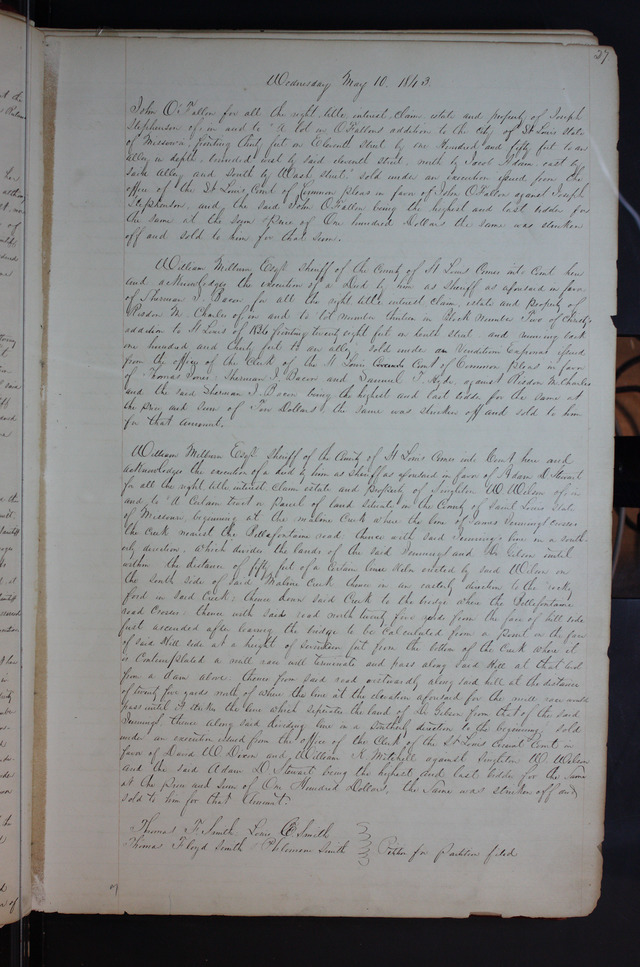 27
Wednesday May 10. 1843.
John O'Fallon for all the right, title, interest, claim, estate and property of Joseph
Stephenson of, in and to "A lot in O'Fallons addition to the city of St Louis State
of Missouri, fronting thirty feet on Eleventh street by one Hundred and fifty feet to an
alley in depth, bounded west by said eleventh street, north by Jacob, east by
said alley and south by Wash street," sold under an execution issued from the
office of the St Louis Court of Common pleas in favor of John O'Fallon against Joseph
Stephenson, and the said John O'Fallon being the highest and last bidder for
the same at the sum price of One hundred Dollars the same was stricken
off and sold to him for that sum.
William Milburn Esqr Sheriff of the County of St Louis Comes into Court here
and acknowledges the execution of a Deed by him as Sheriff as aforesaid in favor
of Sherman J. Bacon for all the right title interest claim, estate and property of
Risdon M. Charles of in and to lot number thirteen in Block Number Two of Christy
addition to St Louis of 1836 fronting twenty eight feet on tenth street and running back
one hundred and thirty feet to an alley sold under a Venditioni Exponas issued
from the office of the Clerk of the St Louis Court of Common pleas in favor
of Thomas, Sherman J. Bacon and Samuel T. Hyde, against Risdon M. Charles
and the said Sherman J. Bacon being the highest and last bidder for the same at
the price and sum of Four Dollars, the same was stricken off and sold to him
for that amount.
William Milburn Esqr Sheriff of the County of St Louis Comes into Court here and
acknowledges the execution of a deed by him as Sheriff as aforesaid in favor of Adam D. Stewart
for all the right title interest claim estate and property of Singleton W Wilson of in
and to "A Certain tract or parcel of land Situate in the County of Saint Louis State
of Missouri, beginning at the maline Creek where the line of James Jennings crosses
the Creek nearest the Bellefontaine road, thence with said Jennings's line in a south-
erly direction, which divides the lands of the said Jennings and Wilson until
within the distance of fifty feet of a certain lime kiln erected by said Wilson on
the South side of said Maline Creek thence in an easterly direction to the rocky
ford in said Creek; thence down said Creek to the bridge where the Bellefontaine
road Crosses; thence with said road north twenty five yards from the face of hill side
just ascended after leaving the bridge to be calculated from a point on the face
of said Hill side at a height of Seventeen feet from the bottom of the Creek where it
is Contemplated a mill race will terminate and pass along said Hill at that level
from a dam above. thence from said road westwardly along said hill at the distance
of twenty five yards north of where the line at the elevation aforesaid for the mill race would
pass until it strikes the line which seperates the land of from that of the said
Jennings thence along said dividing line in a Southerly direction to the beginning, sold
under an execution issued from the office of the Clerk of the St Louis Circuit Court in
favor of David W Dixon and William K. Mitchell against Singleton W Wilson
and the said Adam D. Stewart being the highest and last bidder for the same
at the price and Sum of One Hundred Dollars, the same was stricken off and
sold to him for that Amount.
Thomas F. Smith Louis C Smith
Thomas Floyd Smith Philemon Smith Petition for partition filed